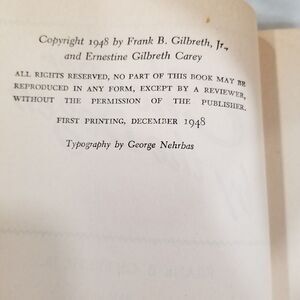 Copyright 1948 by Frank B. Gilbreth, Jr.,
and Ernestine Gilbreth Carey
ALL RIGHTS RESERVED, NO PART OF THIS BOOK MAY BE
REPRODUCED IN ANY FORM, EXCEPT BY A REVIEWER,
WITHOUT THE PERMISSION OF THE PUBLISHER.
FIRST PRINTING, DECEMBER 1948
Typography by George Nehrbas